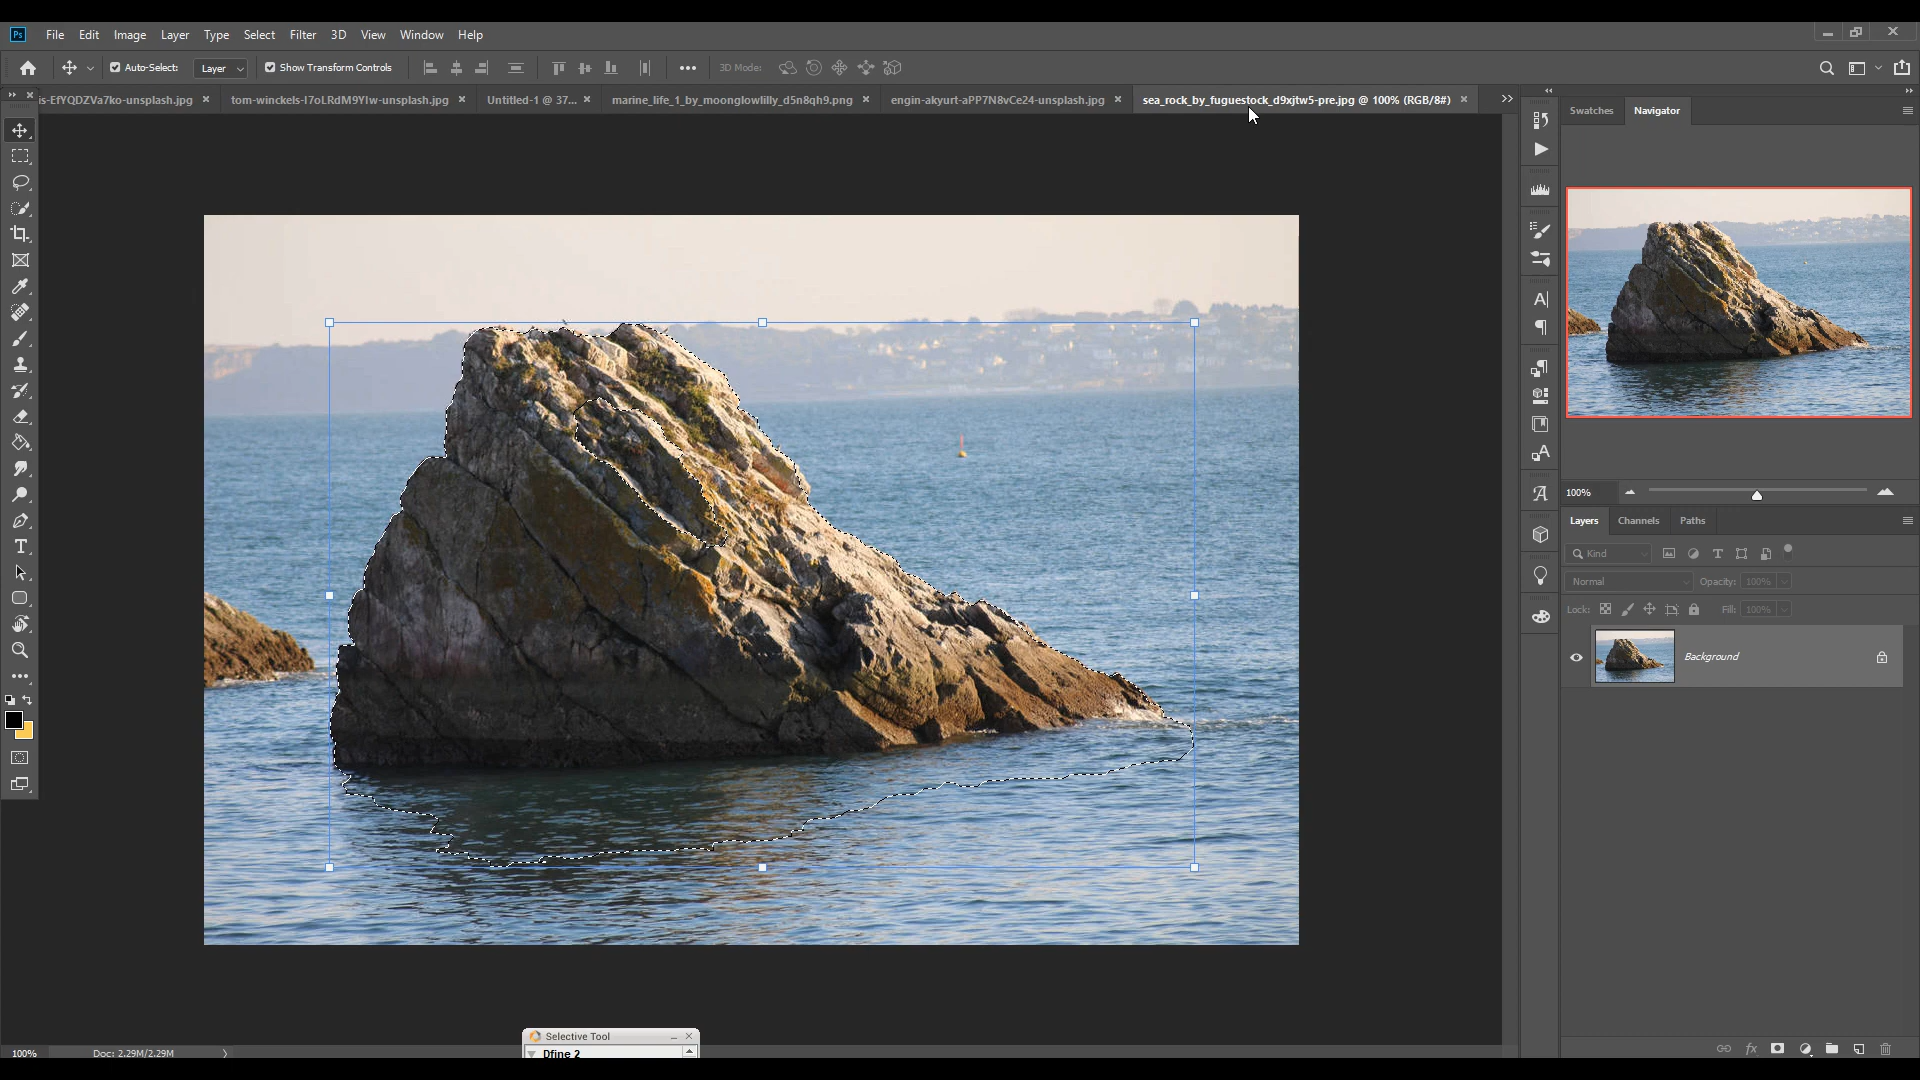 Ps File Edit Image Layer Type Select Filter 3D View Window Help
Auto-Select: Layer Show Transform Controls 3D Mode:
is-EfYQDZVa7ko-unsplash.jpg tom-winckels-I7oLRdM9YIw-unsplash.jpg Untitled-1 @ 37... marine_life_1_by_moonglowlilly_d5n8qh9.png engin-akyurt-aPP7N8vCe24-unsplash.jpg sea_rock_by_fuguestock_d9xjtw5-pre.jpg @ 100% (RGB/8#)
Swatches Navigator
100%
Layers Channels Paths
Kind
Normal Opacity: 100%
Lock: Fill: 100%
Background
Selective Tool
Dfine 2
100% Doc: 2.29M/2.29M